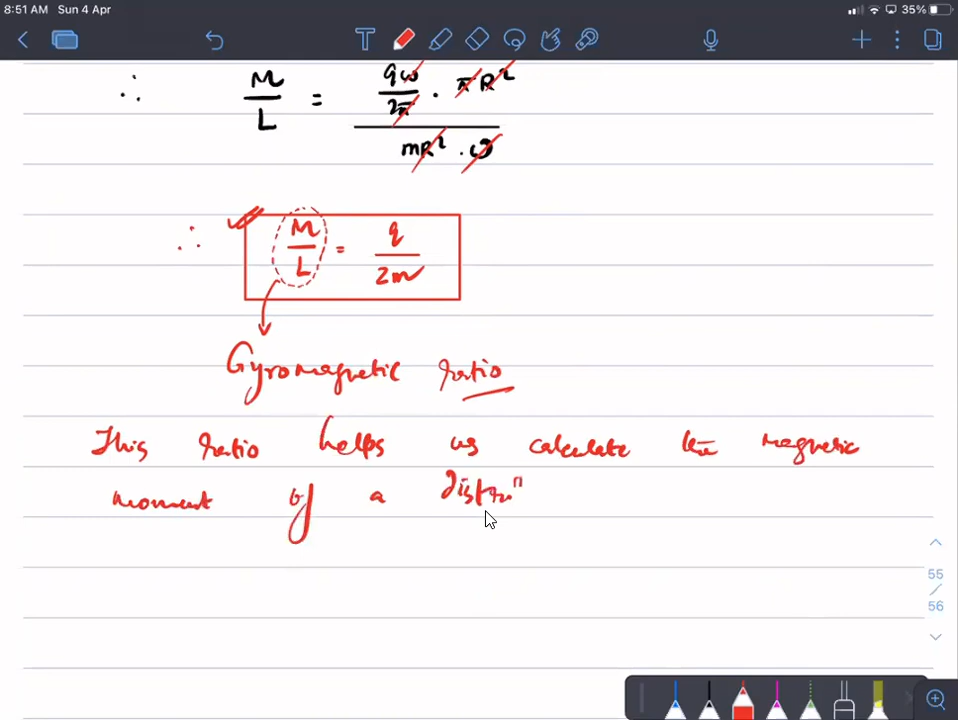 8:51 AM Sun 4 Apr 35%
∴ M/L = (qω/2π · πR²)/(mR² · ω)
∴ M/L = q/2m
Gyromagnetic ratio
This ratio helps us calculate the magnetic
moment of a distrⁿ
55
/
56